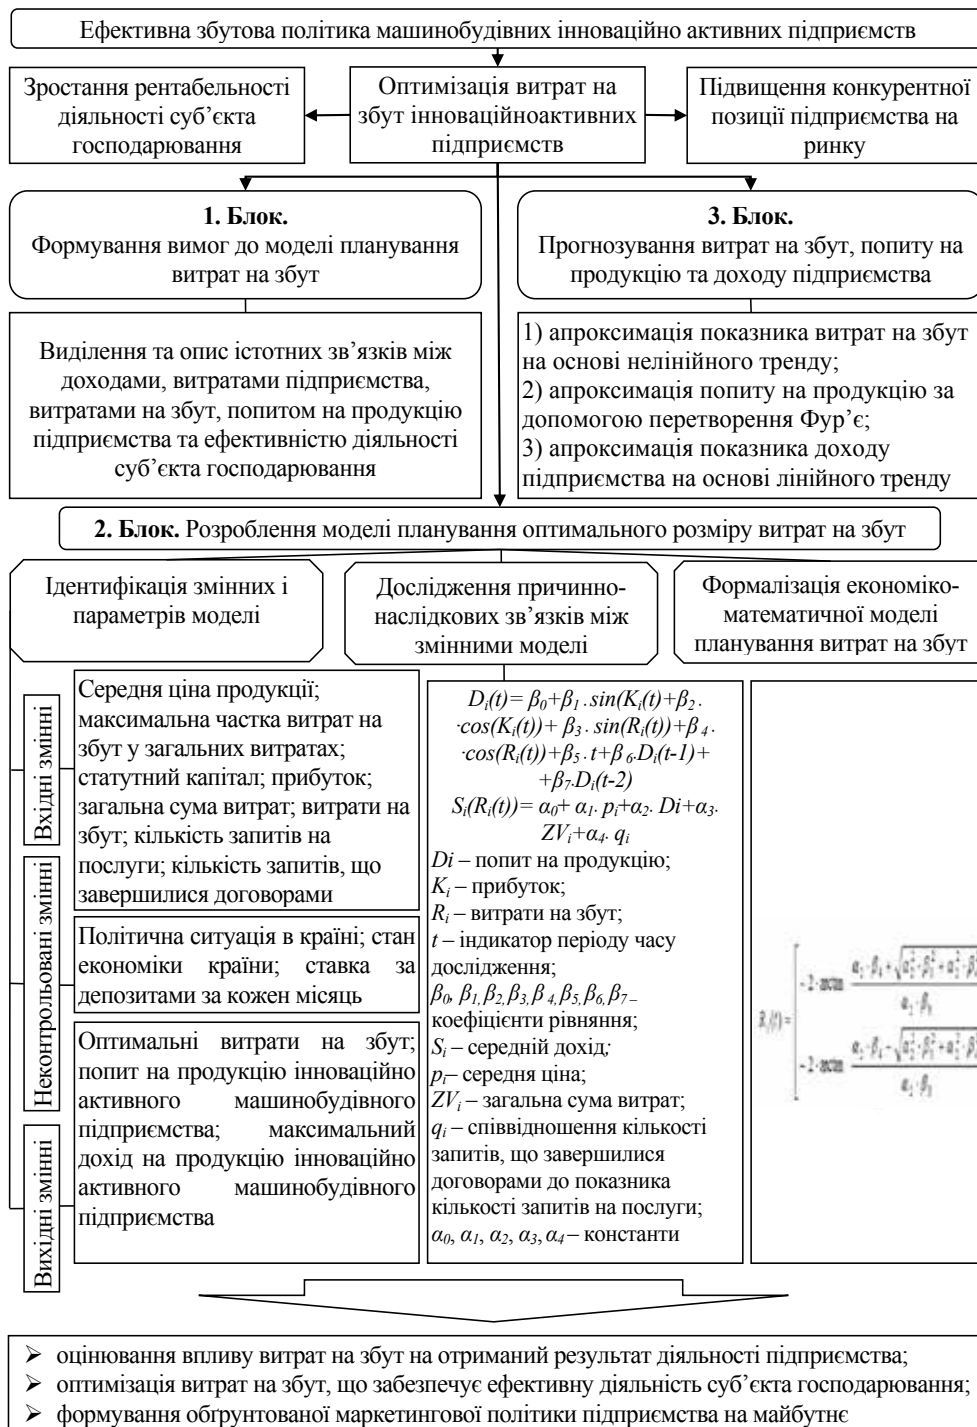 Ефективна збутова політика машинобудівних інноваційно активних підприємств
Зростання рентабельності
діяльності суб’єкта
господарювання
Оптимізація витрат на
збут інноваційноактивних
підприємств
Підвищення конкурентної
позиції підприємства на
ринку
1. Блок.
Формування вимог до моделі планування
витрат на збут
3. Блок.
Прогнозування витрат на збут, попиту на
продукцію та доходу підприємства
Виділення та опис істотних зв’язків між
доходами, витратами підприємства,
витратами на збут, попитом на продукцію
підприємства та ефективністю діяльності
суб’єкта господарювання
1) апроксимація показника витрат на збут
на основі нелінійного тренду;
2) апроксимація попиту на продукцію за
допомогою перетворення Фур’є;
3) апроксимація показника доходу
підприємства на основі лінійного тренду
2. Блок. Розроблення моделі планування оптимального розміру витрат на збут
Ідентифікація змінних і
параметрів моделі
Дослідження причинно-
наслідкових зв’язків між
змінними моделі
Формалізація економіко-
математичної моделі
планування витрат на збут
Вхідні змінні
Середня ціна продукції;
максимальна частка витрат на
збут у загальних витратах;
статутний капітал; прибуток;
загальна сума витрат; витрати на
збут; кількість запитів на
послуги; кількість запитів, що
завершилися договорами
Неконтрольовані змінні
Політична ситуація в країні; стан
економіки країни; ставка за
депозитами за кожен місяць
Вихідні змінні
Оптимальні витрати на збут;
попит на продукцію інноваційно
активного машинобудівного
підприємства; максимальний
дохід на продукцію інноваційно
активного машинобудівного
підприємства
Di(t)= β0+β1·sin(Ki(t)+β2·
·cos(Ki(t))+ β3· sin(Ri(t))+β4·
·cos(Ri(t))+β5· t+β6·Di(t-1)+
+β7·Di(t-2)
Si(Ri(t))= α0+ α1· pi+α2· Di+α3·
ZVi+α4· qi
Di – попит на продукцію;
Ki – прибуток;
Ri – витрати на збут;
t – індикатор періоду часу
дослідження;
β0, β1,β2,β3,β4,β5,β6,β7 –
коефіцієнти рівняння;
Si – середній дохід;
pi– середня ціна;
ZVi – загальна сума витрат;
qi – співвідношення кількості
запитів, що завершилися
договорами до показника
кількості запитів на послуги;
α0, α1, α2, α3, α4 – константи
➢ оцінювання впливу витрат на збут на отриманий результат діяльності підприємства;
➢ оптимізація витрат на збут, що забезпечує ефективну діяльність суб’єкта господарювання;
➢ формування обґрунтованої маркетингової політики підприємства на майбутнє